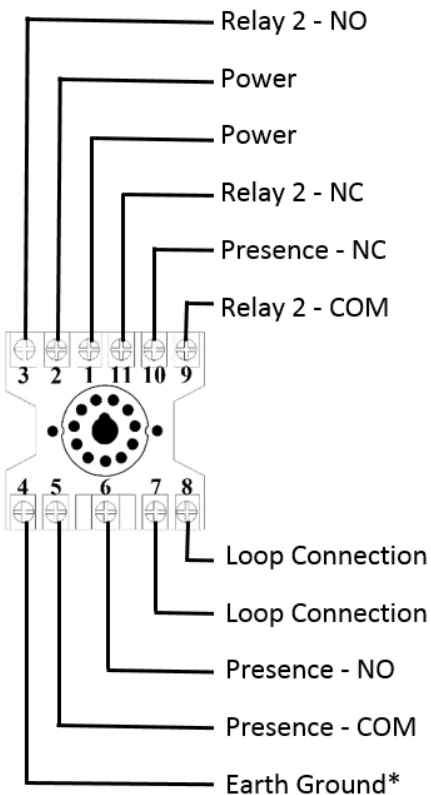 Relay 2 - NO
Power
Power
Relay 2 - NC
Presence - NC
Relay 2 - COM
3 2 1 11 10 9
4 5 6 7 8
Loop Connection
Loop Connection
Presence - NO
Presence - COM
Earth Ground*